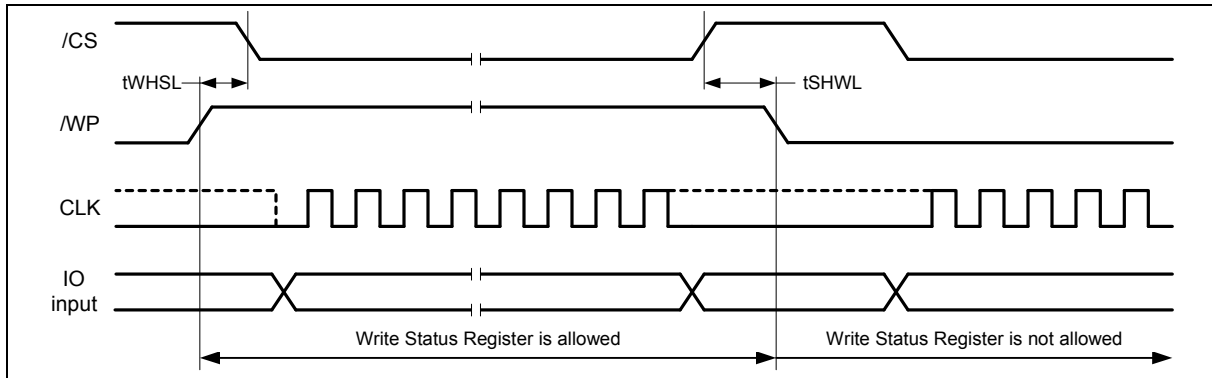 /CS
tWHSL
tSHWL
/WP
CLK
IO
input
Write Status Register is allowed
Write Status Register is not allowed